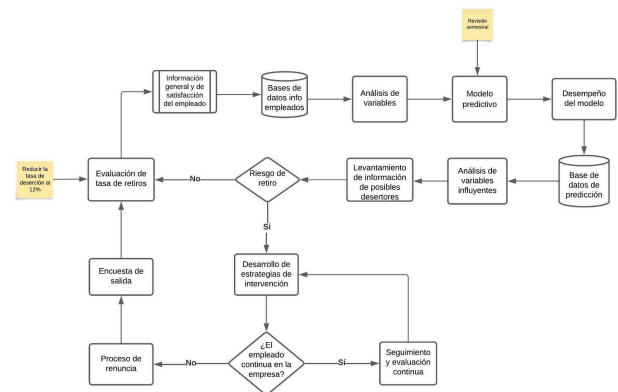 Revisión
semestral
Información
general y de
satisfacción
del empleado
Bases de
datos info
empleados
Análisis de
variables
Modelo
predictivo
Desempeño
del modelo
Reducir la
tasa de
deserción al
12%
Evaluación de
tasa de retiros
No
Riesgo de
retiro
Levantamiento
de información
de posibles
desertores
Análisis de
variables
influyentes
Base de
datos de
predicción
Sí
Desarrollo de
estrategias de
intervención
Encuesta de
salida
Proceso de
renuncia
No
¿El
empleado
continua en la
empresa?
Sí
Seguimiento
y evaluación
continua